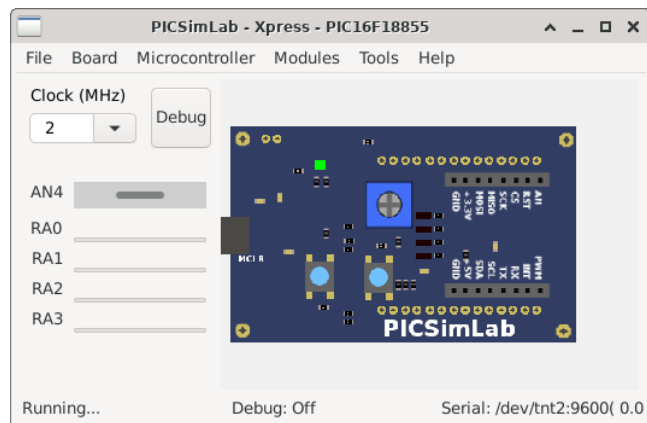 PICSimLab - Xpress - PIC16F18855
File Board Microcontroller Modules Tools Help
Clock (MHz)
2
Debug
AN4
RA0
RA1
RA2
RA3
GND +3.3V MOSI MISO SCK CS RST AN
MCLR
GND +5V SDA SCL TX RX INT PWM
PICSimLab
Running...
Debug: Off
Serial: /dev/tnt2:9600( 0.0